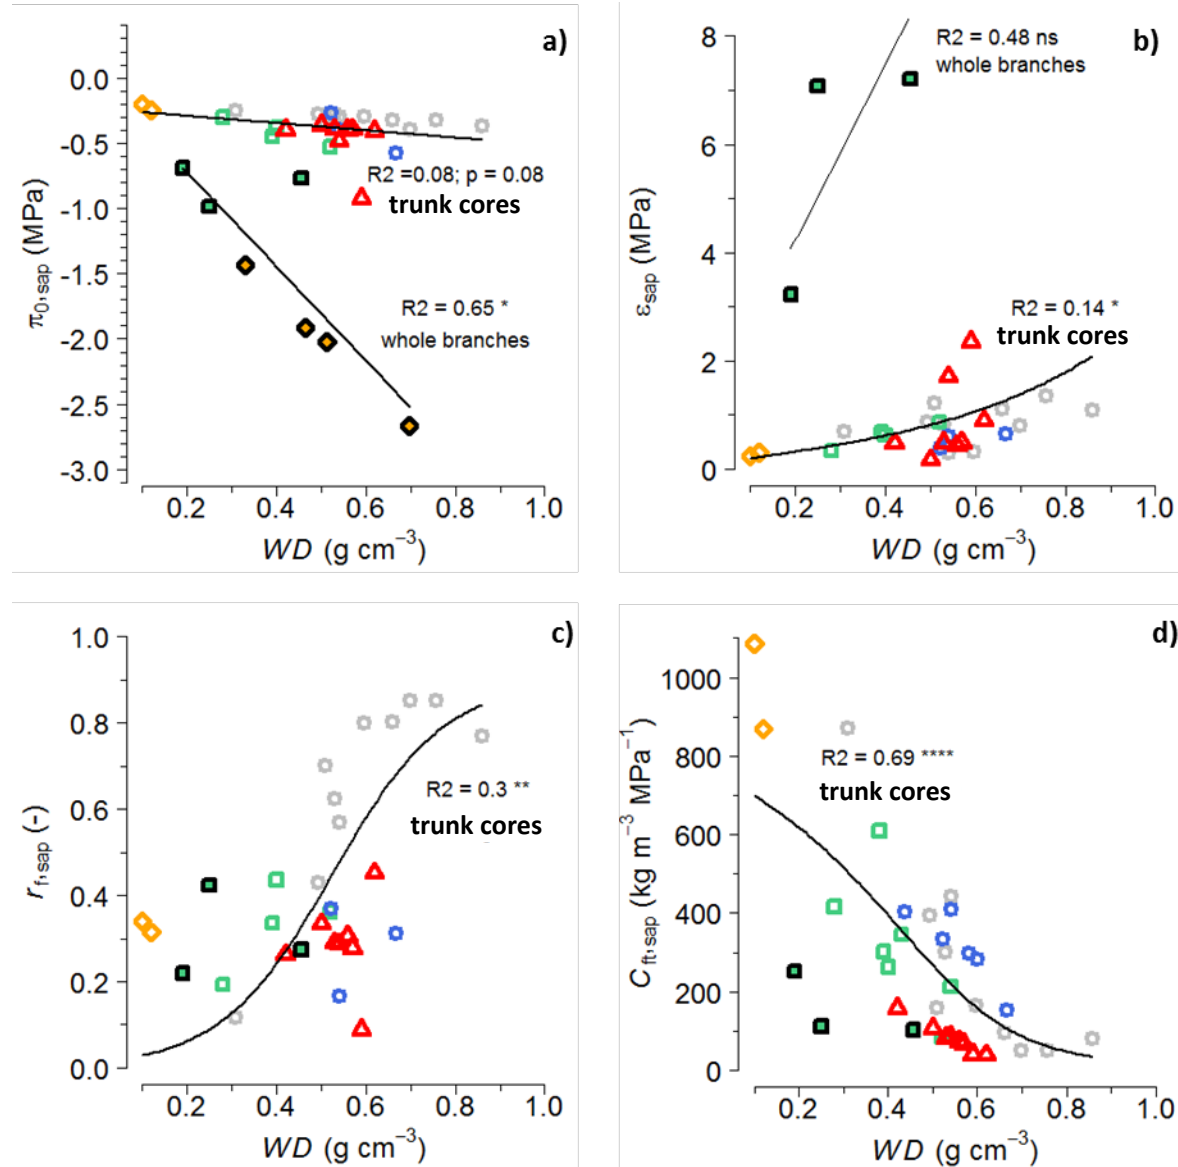 a)
0.0
-0.5
-1.0
-1.5
-2.0
-2.5
-3.0
π0,sap (MPa)
R2 =0.08; p = 0.08
trunk cores
R2 = 0.65 *
whole branches
0.2 0.4 0.6 0.8 1.0
WD (g cm−3)
b)
8
6
4
2
0
εsap (MPa)
R2 = 0.48 ns
whole branches
R2 = 0.14 *
trunk cores
0.2 0.4 0.6 0.8 1.0
WD (g cm−3)
c)
1.0
0.8
0.6
0.4
0.2
0.0
rf,sap (-)
R2 = 0.3 **
trunk cores
0.2 0.4 0.6 0.8 1.0
WD (g cm−3)
d)
1000
800
600
400
200
0
Cft,sap (kg m−3 MPa−1)
R2 = 0.69 ****
trunk cores
0.2 0.4 0.6 0.8 1.0
WD (g cm−3)